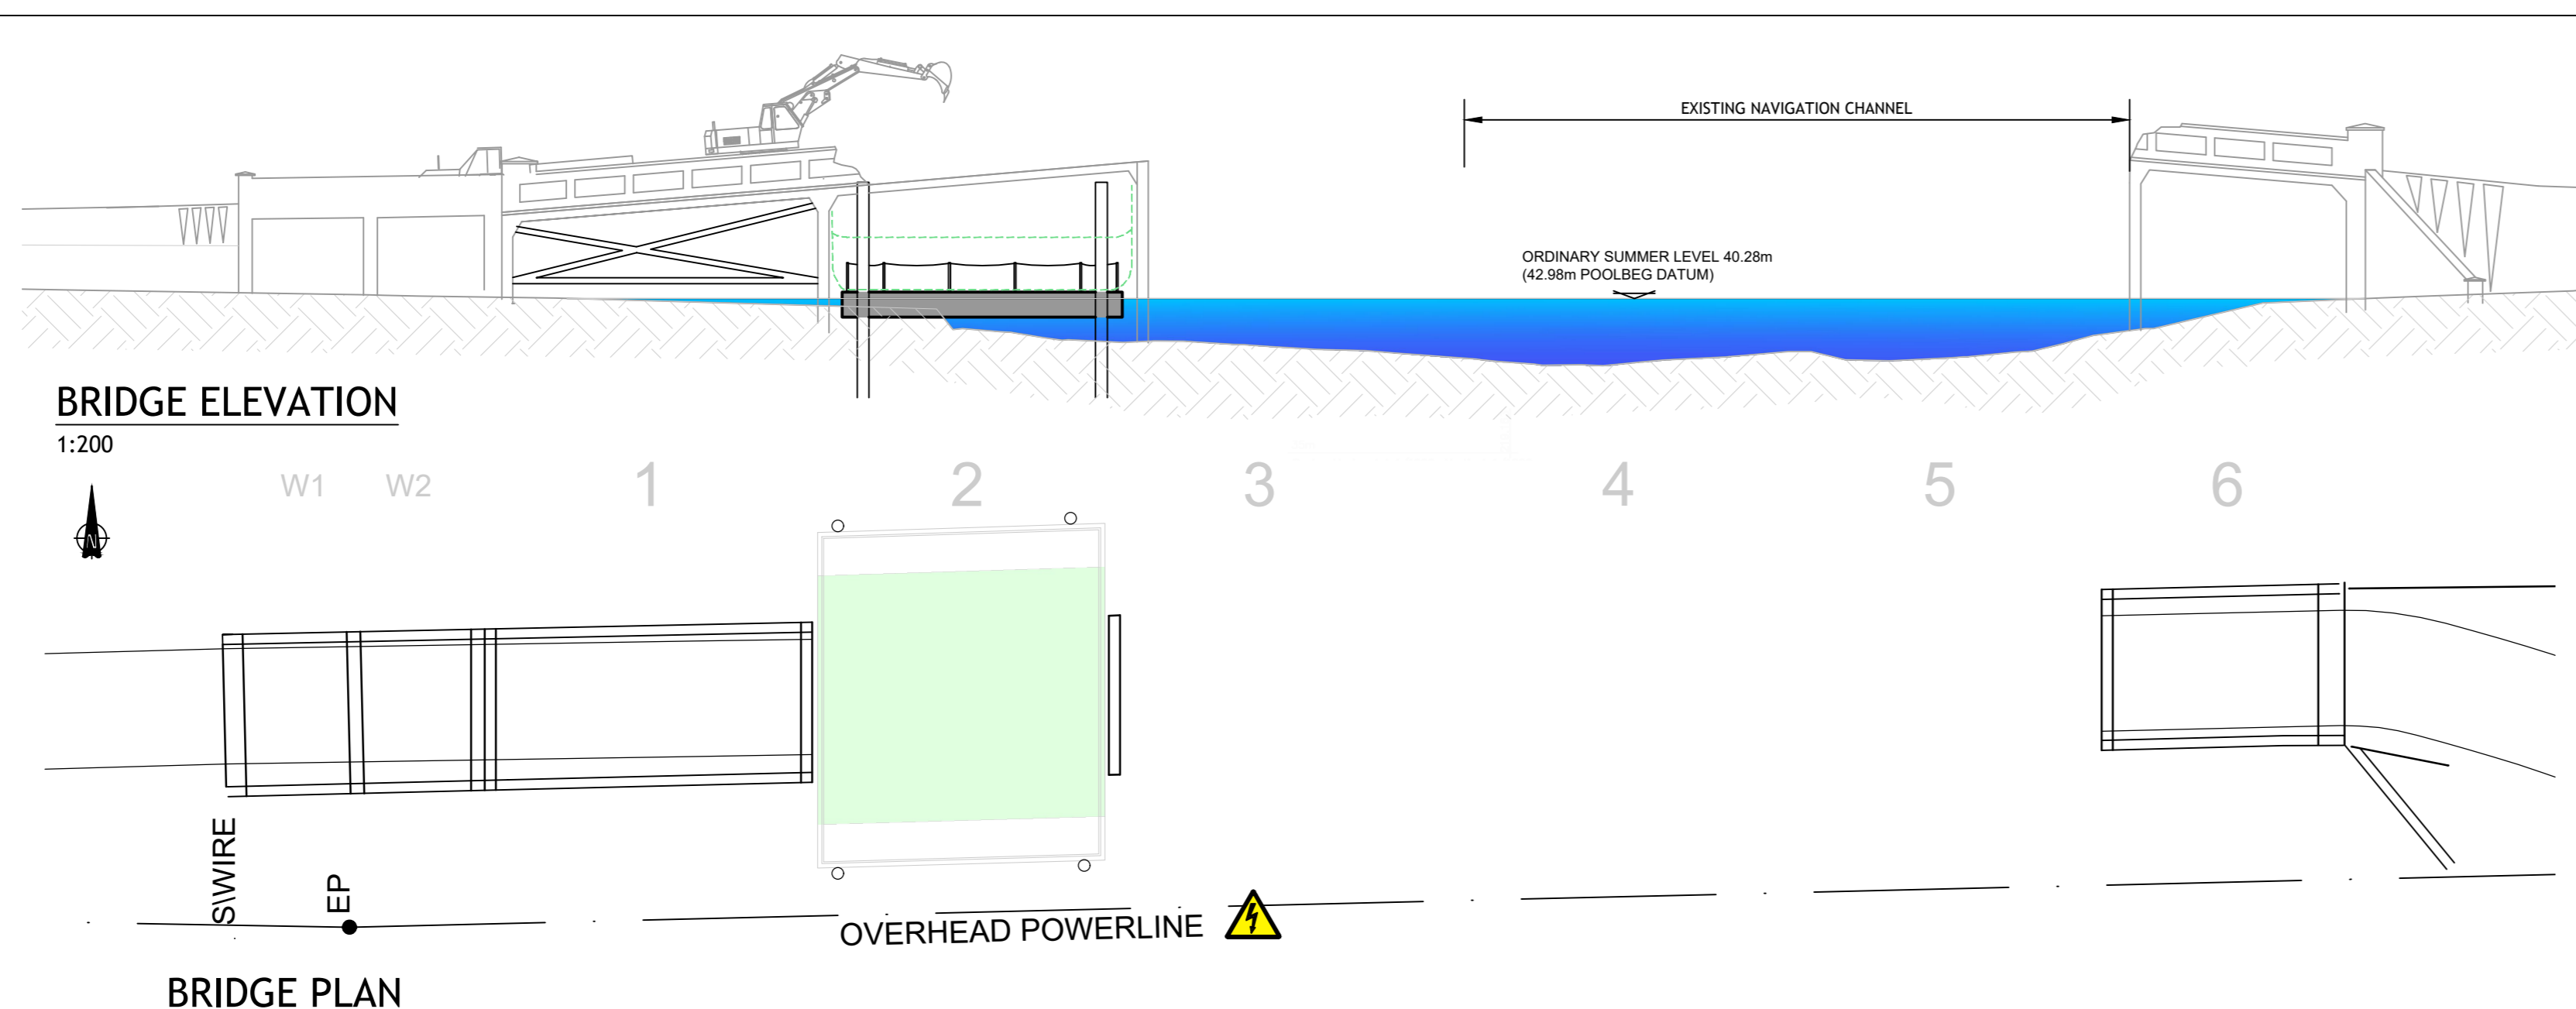 EXISTING NAVIGATION CHANNEL
ORDINARY SUMMER LEVEL 40.28m
(42.98m POOLBEG DATUM)
BRIDGE ELEVATION
1:200
W1 W2 1 2 3 4 5 6
N
S\WIRE
EP
OVERHEAD POWERLINE
BRIDGE PLAN